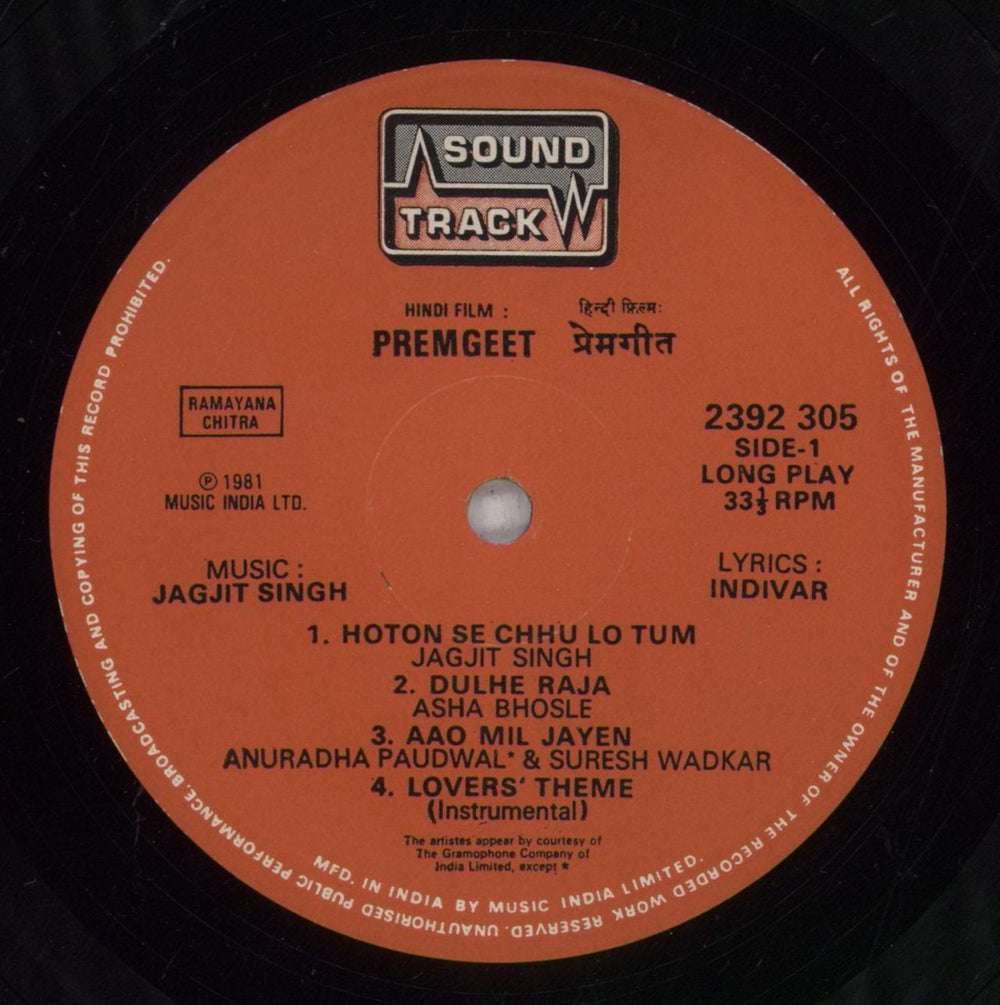 SOUND
TRACK
HINDI FILM : हिन्दी फ़िल्म:
PREMGEET प्रेमगीत
RAMAYANA
CHITRA
℗ 1981
MUSIC INDIA LTD.
2392 305
SIDE-1
LONG PLAY
33⅓ RPM
MUSIC :
JAGJIT SINGH
LYRICS :
INDIVAR
1. HOTON SE CHHU LO TUM
JAGJIT SINGH
2. DULHE RAJA
ASHA BHOSLE
3. AAO MIL JAYEN
ANURADHA PAUDWAL* & SURESH WADKAR
4. LOVERS' THEME
(Instrumental)
The artistes appear by courtesy of
The Gramophone Company of
India Limited, except *
MFD. IN INDIA BY MUSIC INDIA LIMITED.
ALL RIGHTS OF THE MANUFACTURER AND OF THE OWNER OF THE RECORDED WORK RESERVED. UNAUTHORISED PUBLIC PERFORMANCE, BROADCASTING AND COPYING OF THIS RECORD PROHIBITED.